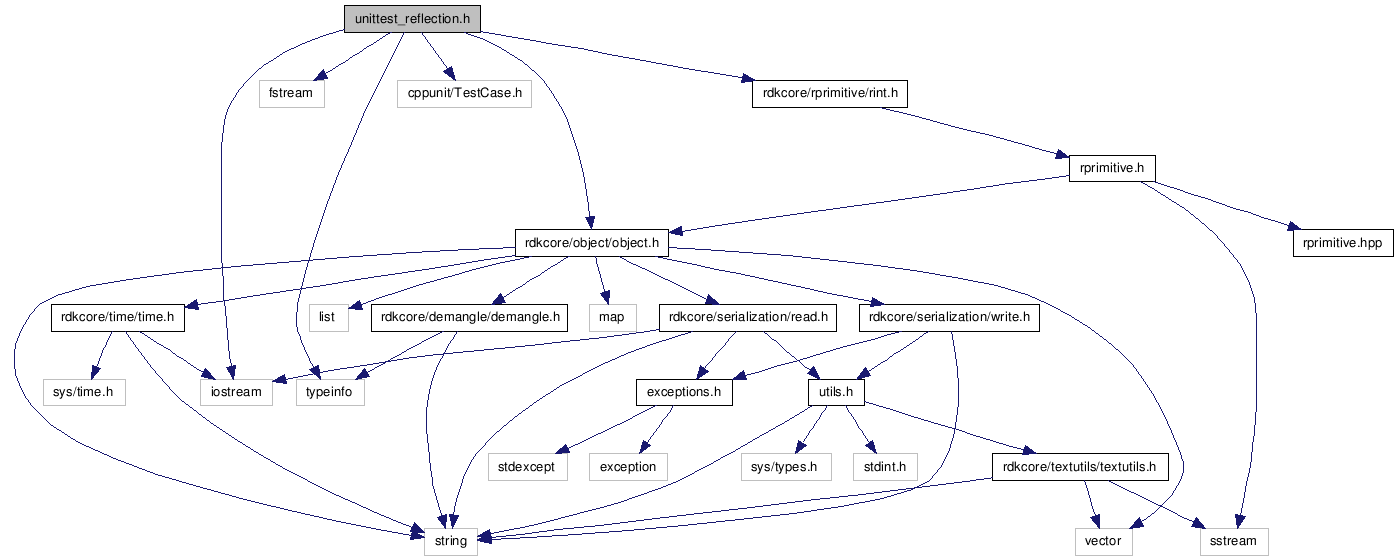 unittest_reflection.h
fstream
cppunit/TestCase.h
rdkcore/rprimitive/rint.h
rprimitive.h
rdkcore/object/object.h
rprimitive.hpp
rdkcore/time/time.h
list
rdkcore/demangle/demangle.h
map
rdkcore/serialization/read.h
rdkcore/serialization/write.h
sys/time.h
iostream
typeinfo
exceptions.h
utils.h
stdexcept
exception
sys/types.h
stdint.h
rdkcore/textutils/textutils.h
string
vector
sstream